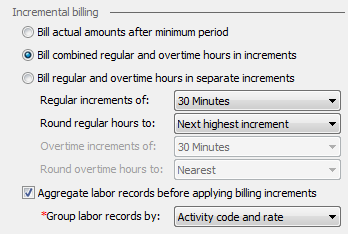 Incremental billing
Bill actual amounts after minimum period
Bill combined regular and overtime hours in increments
Bill regular and overtime hours in separate increments
Regular increments of: 30 Minutes
Round regular hours to: Next highest increment
Overtime increments of: 30 Minutes
Round overtime hours to: Nearest
Aggregate labor records before applying billing increments
*Group labor records by: Activity code and rate